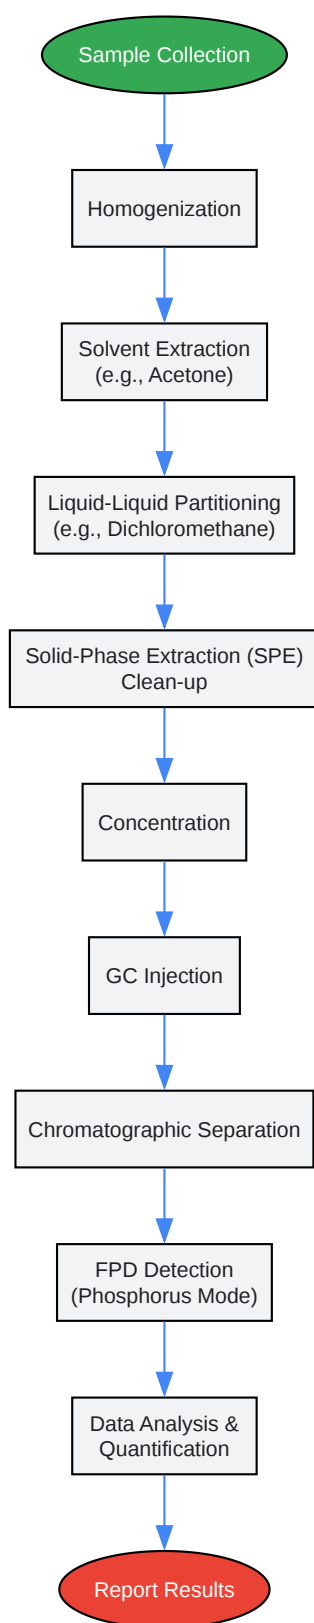 Sample Collection
Homogenization
Solvent Extraction
(e.g., Acetone)
Liquid-Liquid Partitioning
(e.g., Dichloromethane)
Solid-Phase Extraction (SPE)
Clean-up
Concentration
GC Injection
Chromatographic Separation
FPD Detection
(Phosphorus Mode)
Data Analysis &
Quantification
Report Results